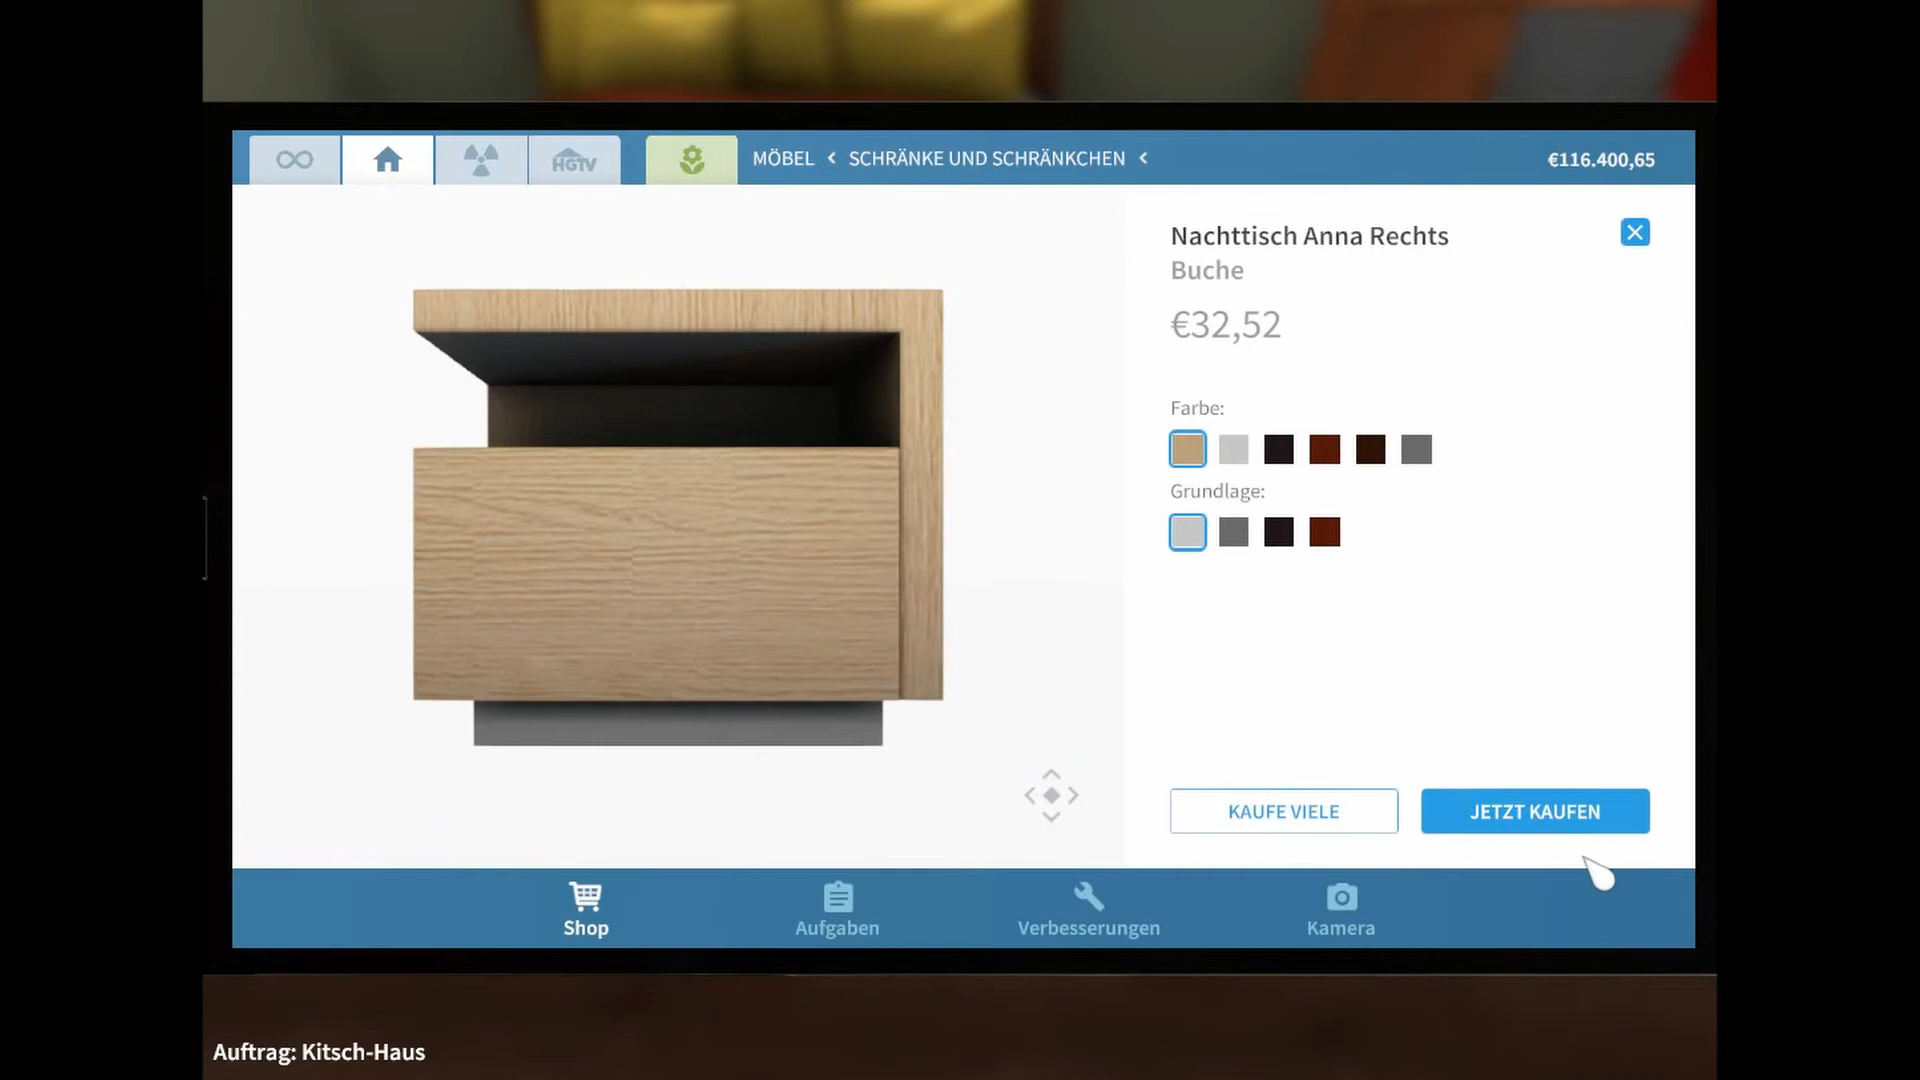 HGTV
MÖBEL < SCHRÄNKE UND SCHRÄNKCHEN <
€116.400,65
Nachttisch Anna Rechts
Buche
€32,52
Farbe:
Grundlage:
KAUFE VIELE
JETZT KAUFEN
Shop
Aufgaben
Verbesserungen
Kamera
Auftrag: Kitsch-Haus